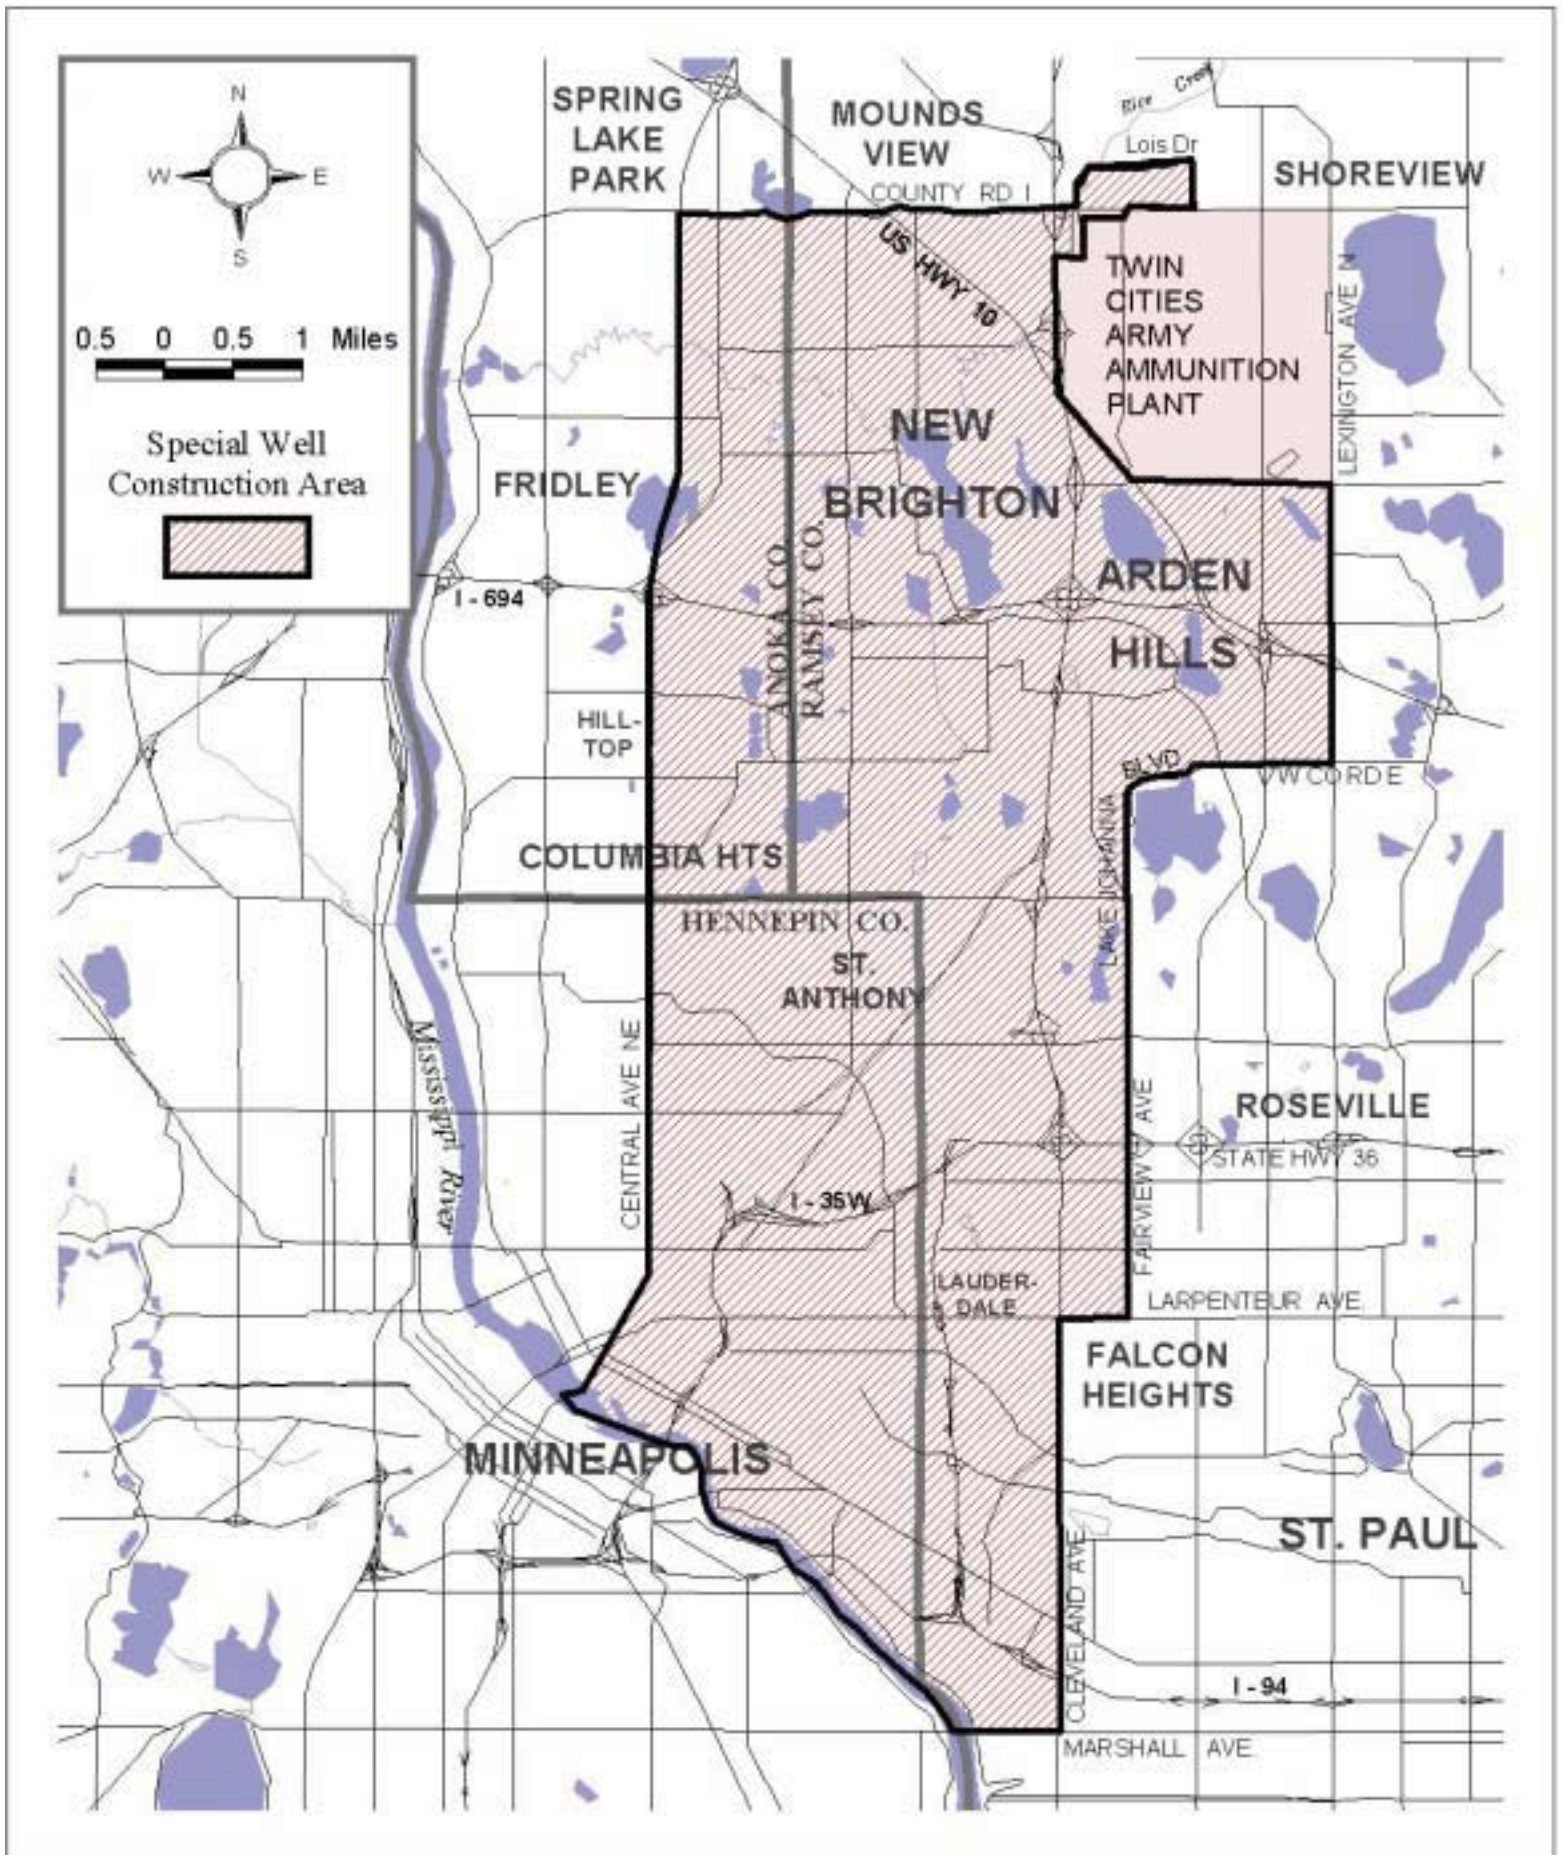 N
W E
S
0.5 0 0.5 1 Miles
Special Well
Construction Area
SPRING
LAKE
PARK
MOUNDS
VIEW
COUNTY RD I
Rice Creek
Lois Dr
SHOREVIEW
US HWY 10
TWIN
CITIES
ARMY
AMMUNITION
PLANT
LEXINGTON AVE N
NEW
BRIGHTON
FRIDLEY
I - 694
ANOKA CO.
RAMSEY CO.
ARDEN
HILLS
HILL-
TOP
BLVD
COLUMBIA HTS
LAKE
HENNEPIN CO.
ST.
ANTHONY
Mississippi River
CENTRAL AVE NE
FAIRVIEW AVE
ROSEVILLE
STATE HWY 36
I - 35W
LAUDER-
DALE
LARPENTEUR AVE
FALCON
HEIGHTS
MINNEAPOLIS
ST. PAUL
CLEVELAND AVE
I - 94
MARSHALL AVE